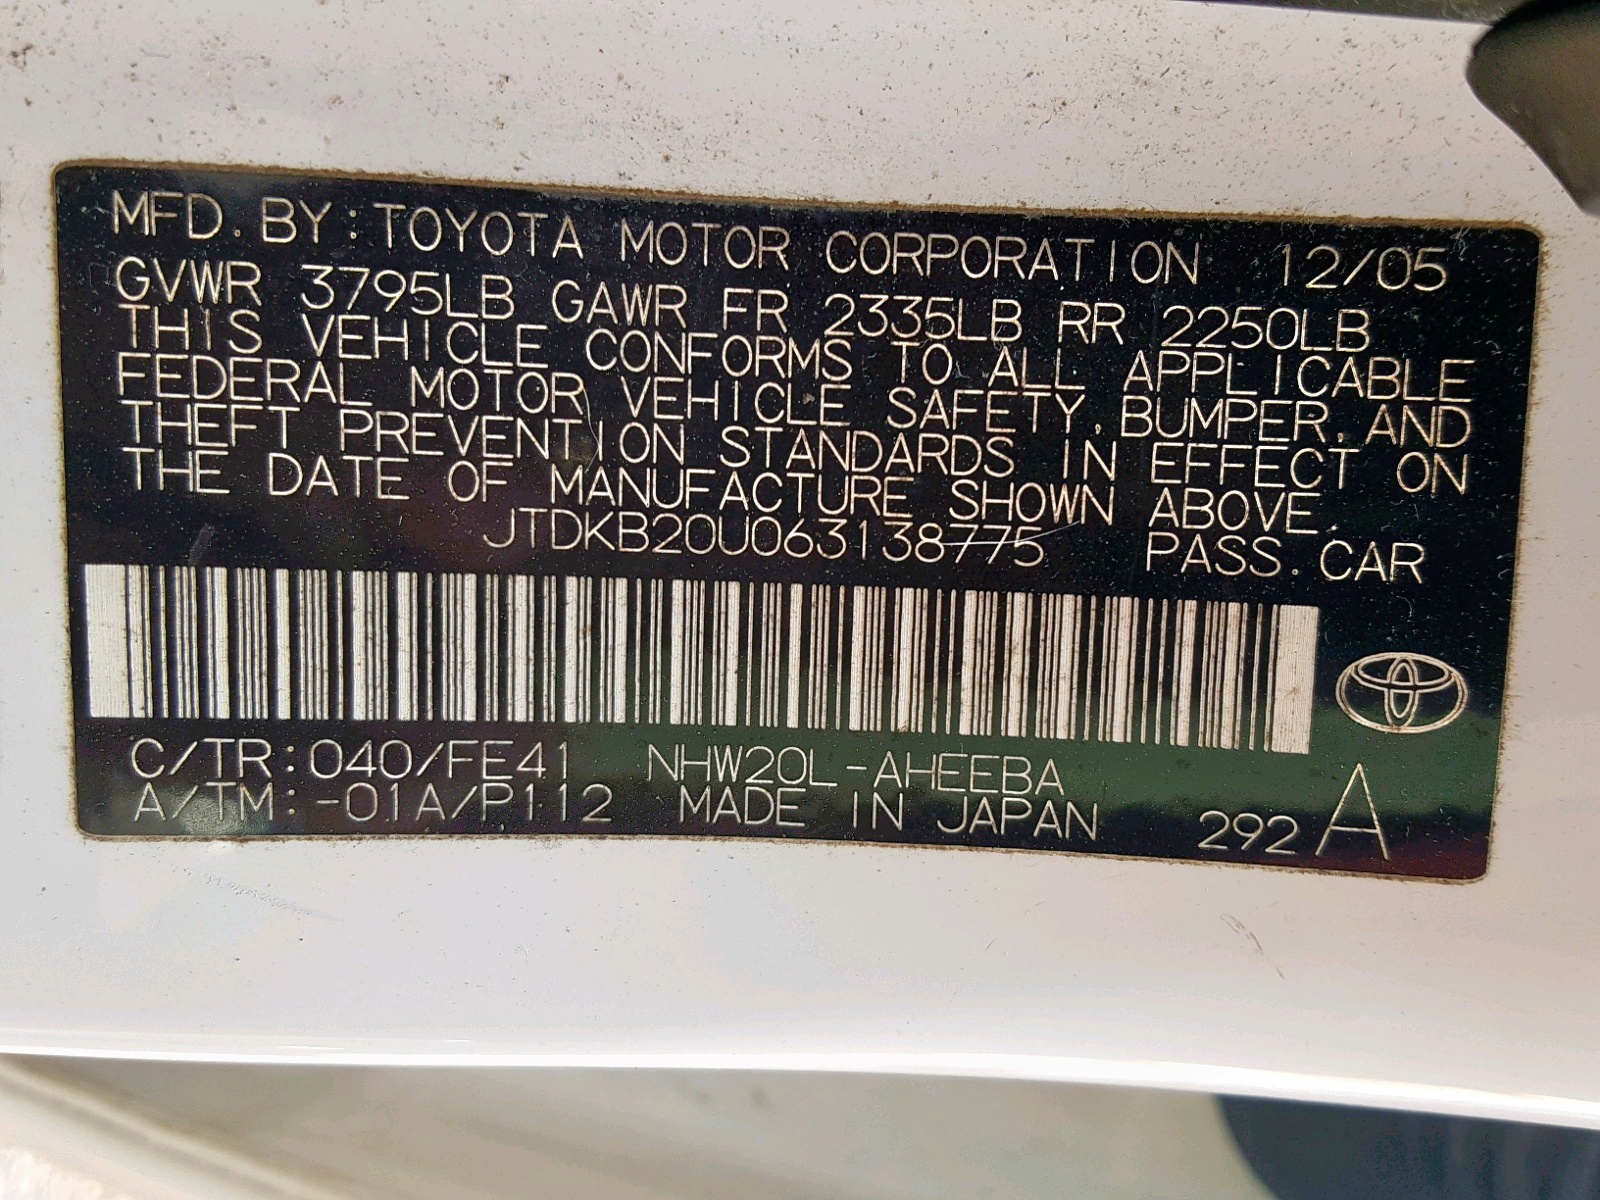 MFD. BY: TOYOTA MOTOR CORPORATION 12/05
GVWR 3795LB GAWR FR 2335LB RR 2250LB
THIS VEHICLE CONFORMS TO ALL APPLICABLE
FEDERAL MOTOR VEHICLE SAFETY, BUMPER, AND
THEFT PREVENTION STANDARDS IN EFFECT ON
THE DATE OF MANUFACTURE SHOWN ABOVE.
JTDKB20U063138775 PASS. CAR
C/TR: 040/FE41 NHW20L-AHEEBA
A/TM: -01A/P112 MADE IN JAPAN 292 A